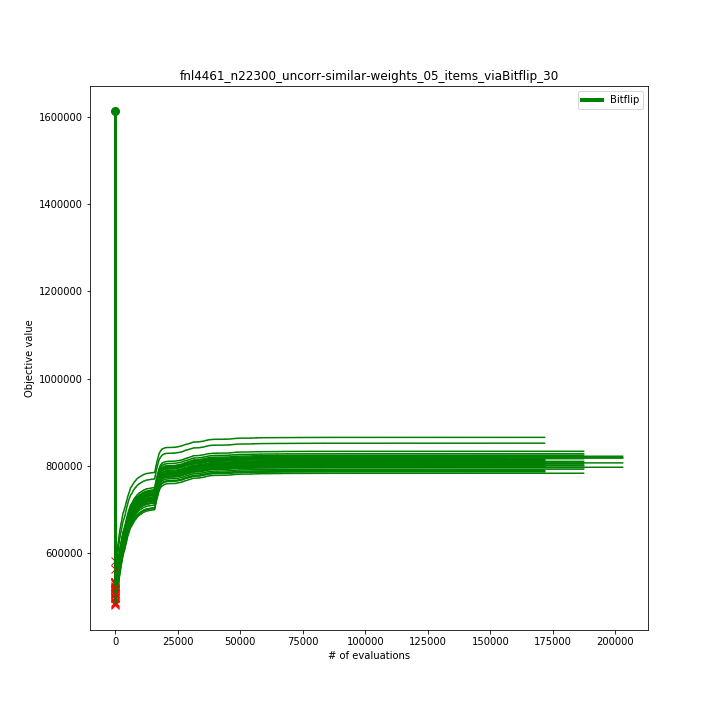 fnl4461_n22300_uncorr-similar-weights_05_items_viaBitflip_30
Bitflip
1600000
1400000
1200000
1000000
800000
600000
Objective value
0 25000 50000 75000 100000 125000 150000 175000 200000
# of evaluations